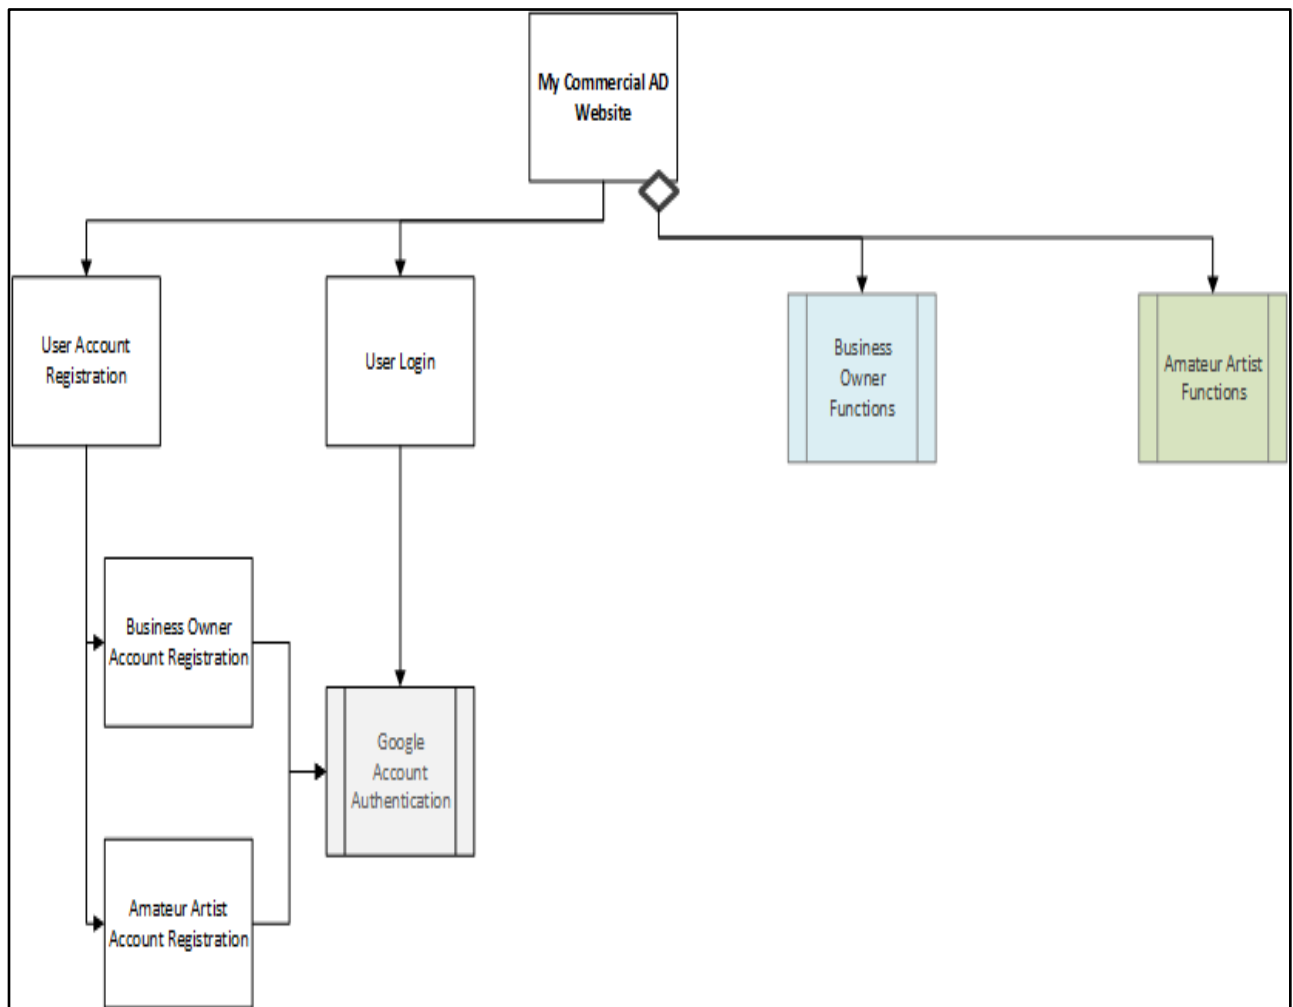 My Commercial AD
Website
User Account
Registration
User Login
Business
Owner
Functions
Amateur Artist
Functions
Business Owner
Account Registration
Google
Account
Authentication
Amateur Artist
Account Registration